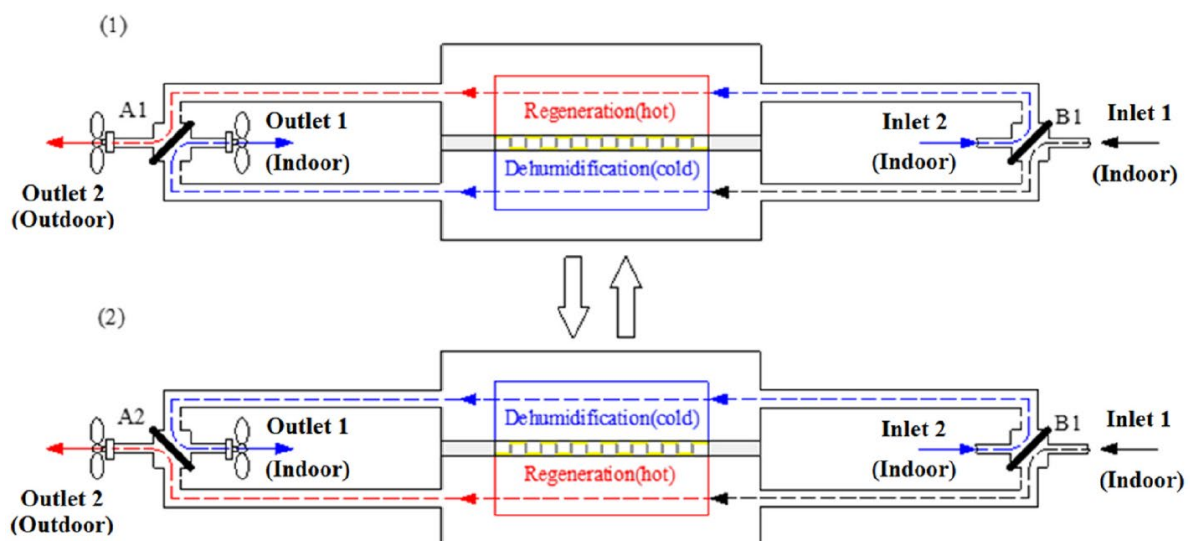 (1)
A1
Outlet 1
(Indoor)
Outlet 2
(Outdoor)
Regeneration(hot)
Dehumidification(cold)
Inlet 2
(Indoor)
B1
Inlet 1
(Indoor)
(2)
A2
Outlet 1
(Indoor)
Outlet 2
(Outdoor)
Dehumidification(cold)
Regeneration(hot)
Inlet 2
(Indoor)
B1
Inlet 1
(Indoor)